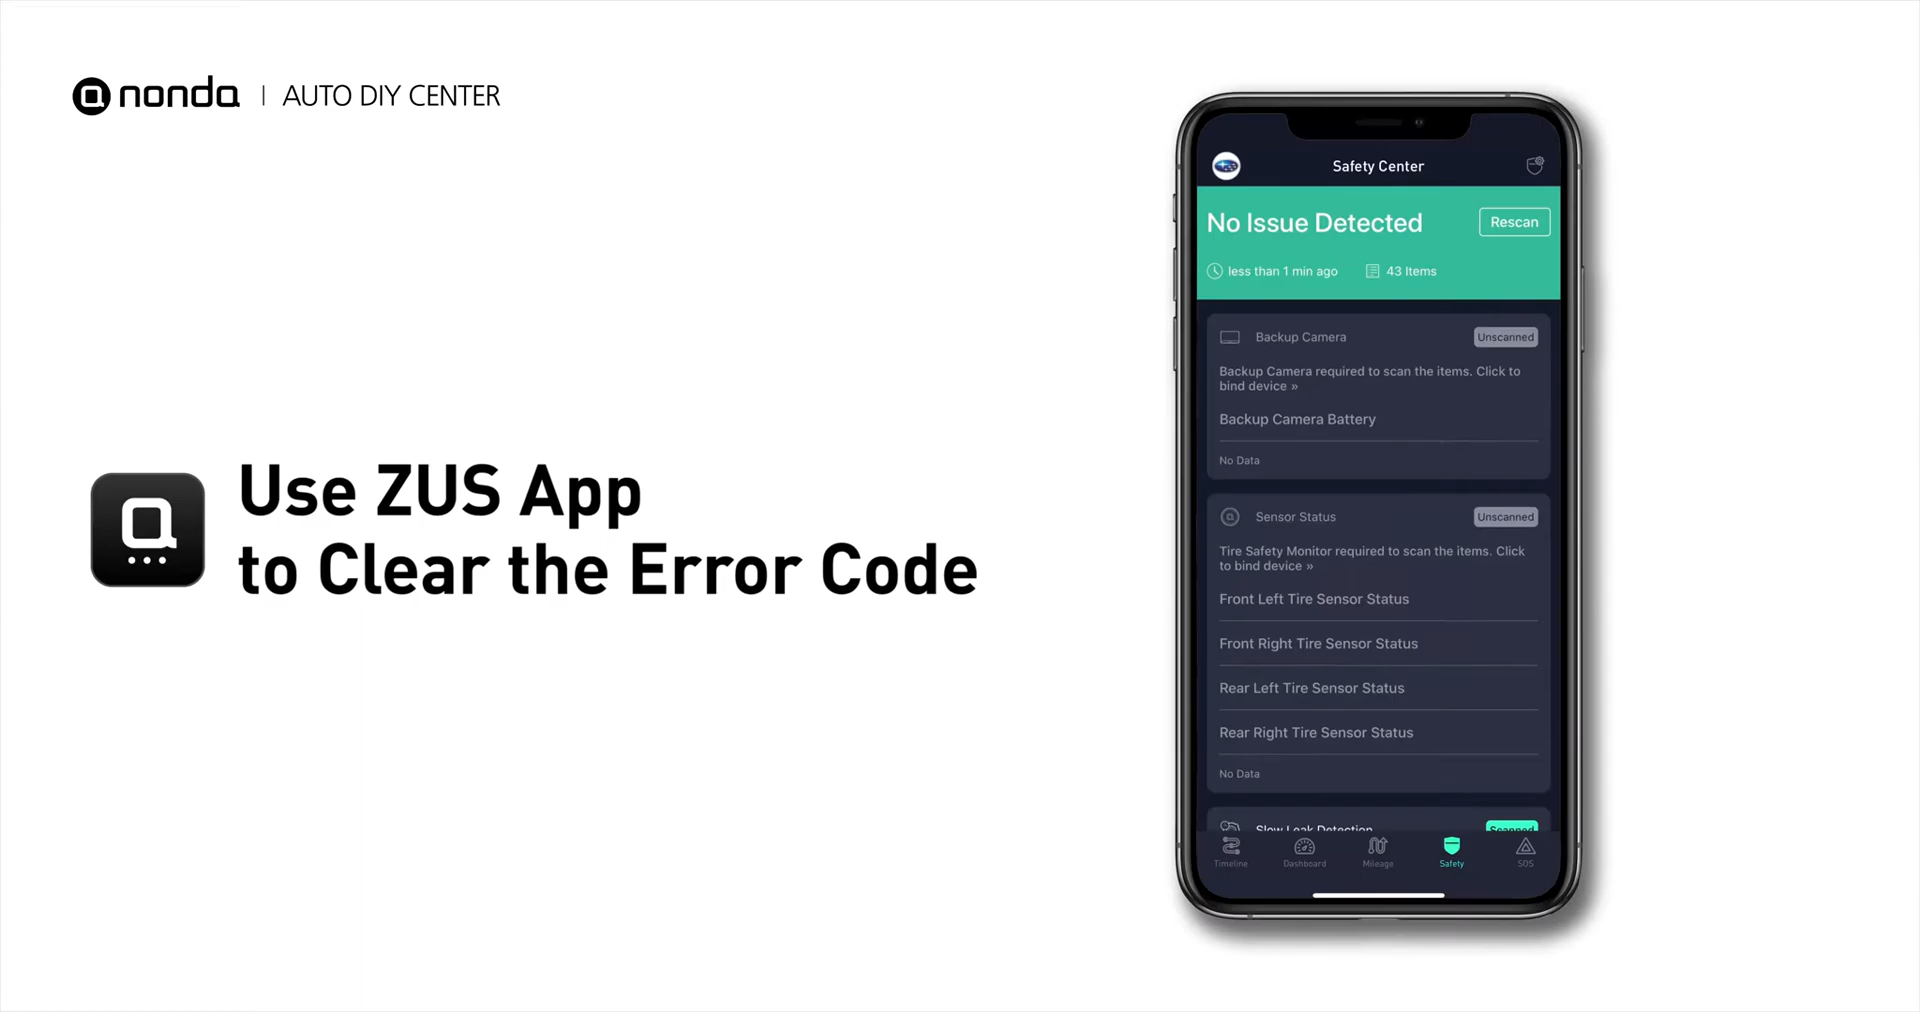 nonda | AUTO DIY CENTER
Use ZUS App
to Clear the Error Code
Safety Center
No Issue Detected
Rescan
less than 1 min ago
43 Items
Backup Camera
Unscanned
Backup Camera required to scan the items. Click to
bind device »
Backup Camera Battery
No Data
Sensor Status
Unscanned
Tire Safety Monitor required to scan the items. Click
to bind device »
Front Left Tire Sensor Status
Front Right Tire Sensor Status
Rear Left Tire Sensor Status
Rear Right Tire Sensor Status
No Data
Slow Leak Detection
Scanned
Timeline
Dashboard
Mileage
Safety
SOS